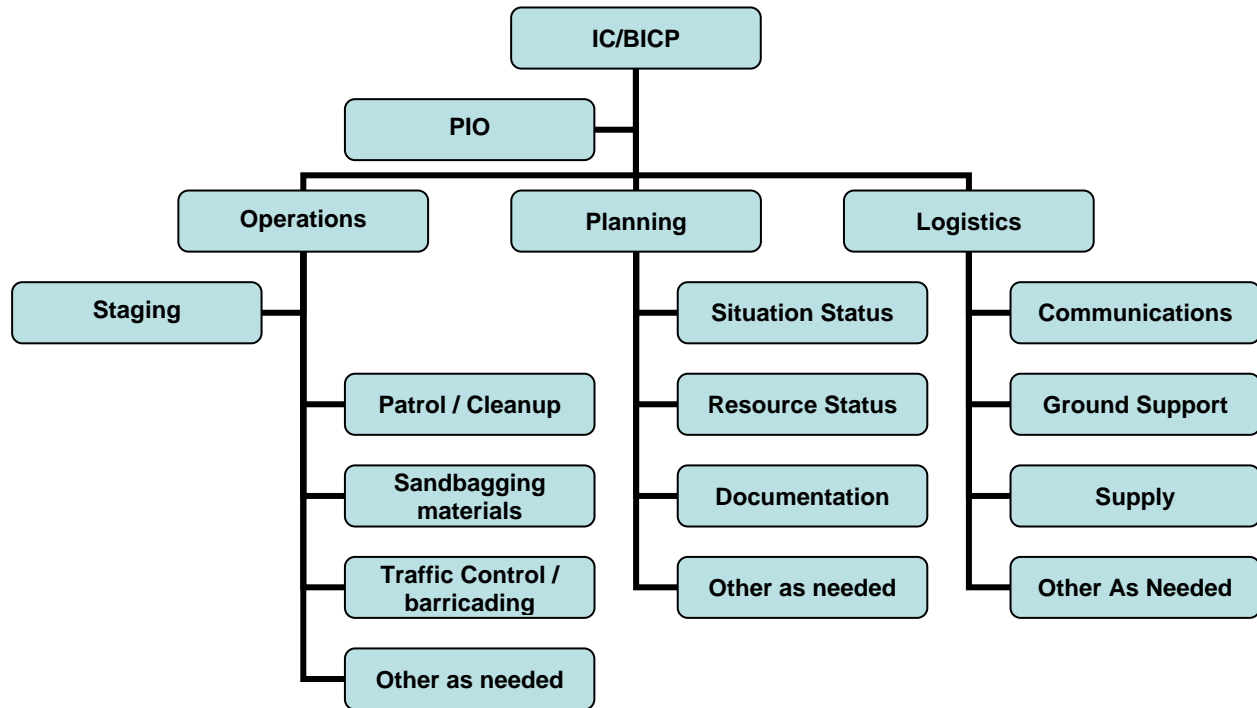 IC/BICP
PIO
Operations
Planning
Logistics
Staging
Situation Status
Communications
Patrol / Cleanup
Resource Status
Ground Support
Sandbagging
materials
Documentation
Supply
Traffic Control /
barricading
Other as needed
Other As Needed
Other as needed